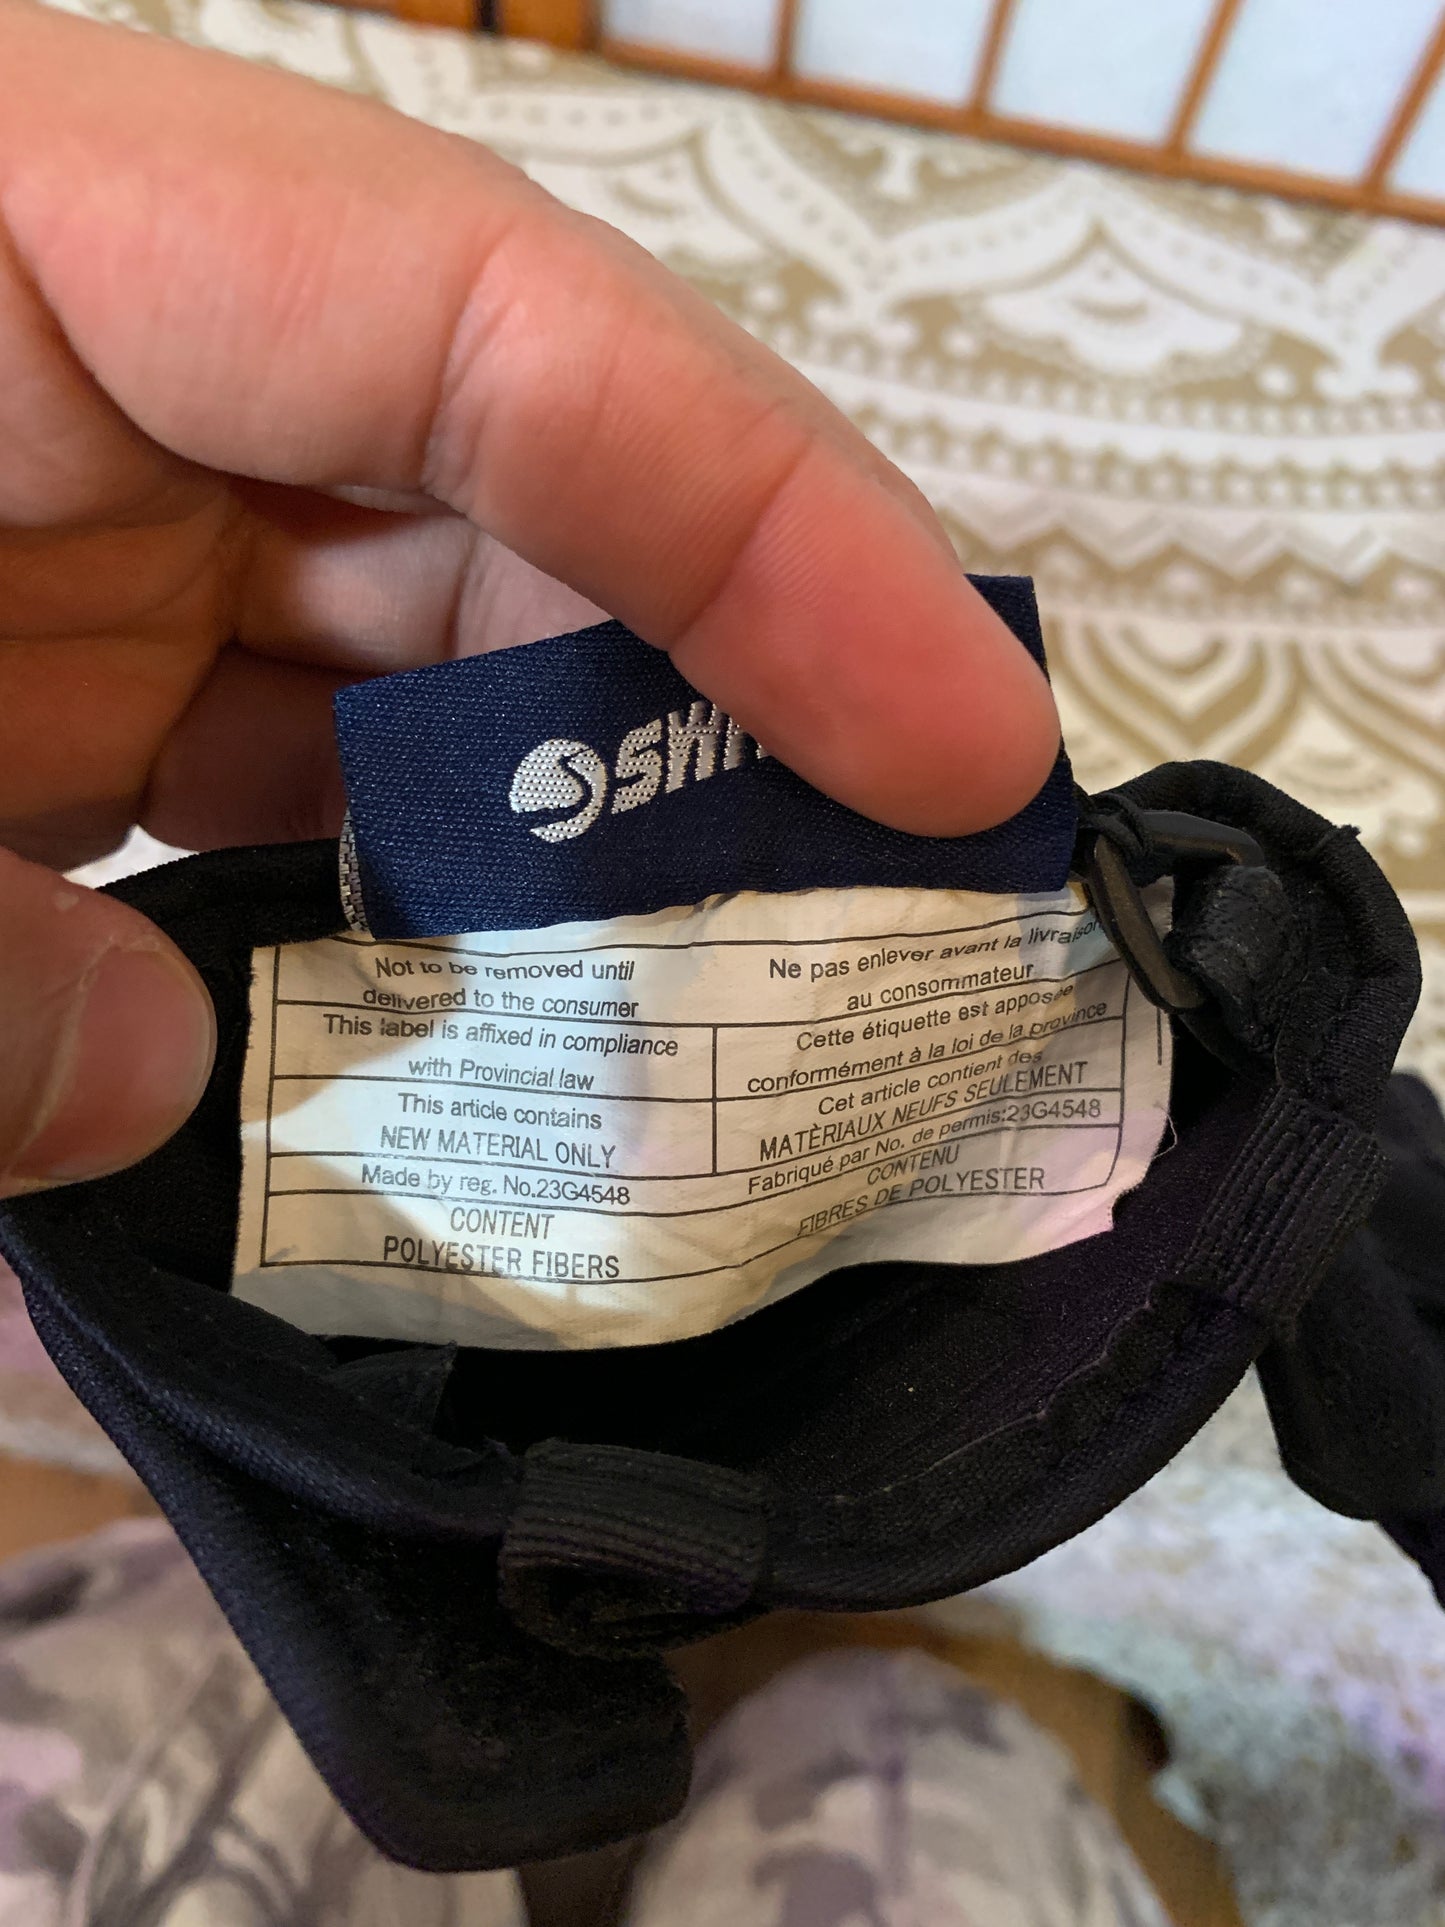 Not to be removed until
delivered to the consumer
This label is affixed in compliance
with Provincial law
This article contains
NEW MATERIAL ONLY
Made by reg. No.23G4548
CONTENT
POLYESTER FIBERS
Ne pas enlever avant la livraison
au consommateur
Cette étiquette est apposée
conformément à la loi de la province
Cet article contient des
MATÈRIAUX NEUFS SEULEMENT
Fabriqué par No. de permis:23G4548
CONTENU
FIBRES DE POLYESTER